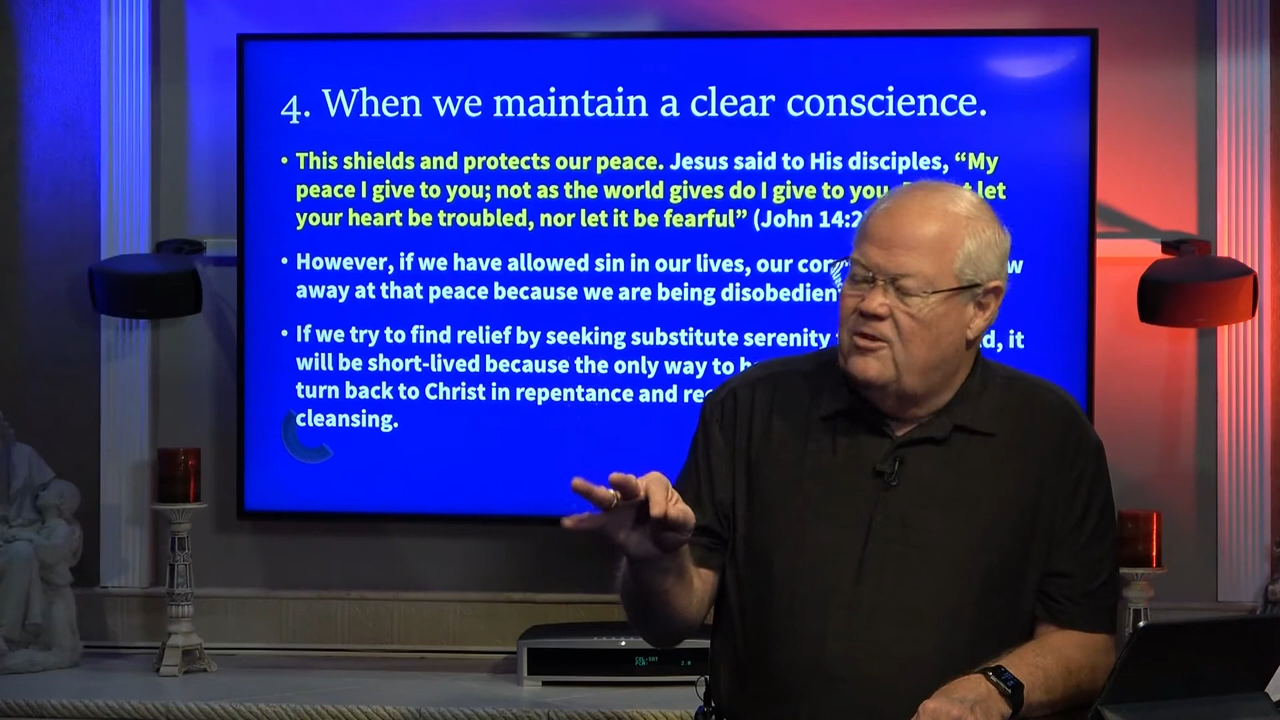 4. When we maintain a clear conscience.
• This shields and protects our peace. Jesus said to His disciples, “My
peace I give to you; not as the world gives do I give to you. let
your heart be troubled, nor let it be fearful” (John 14:2
• However, if we have allowed sin in our lives, our
away at that peace because we are being
• If we try to find relief by seeking substitute serenity it
will be short-lived because the only way to
turn back to Christ in repentance and
cleansing.